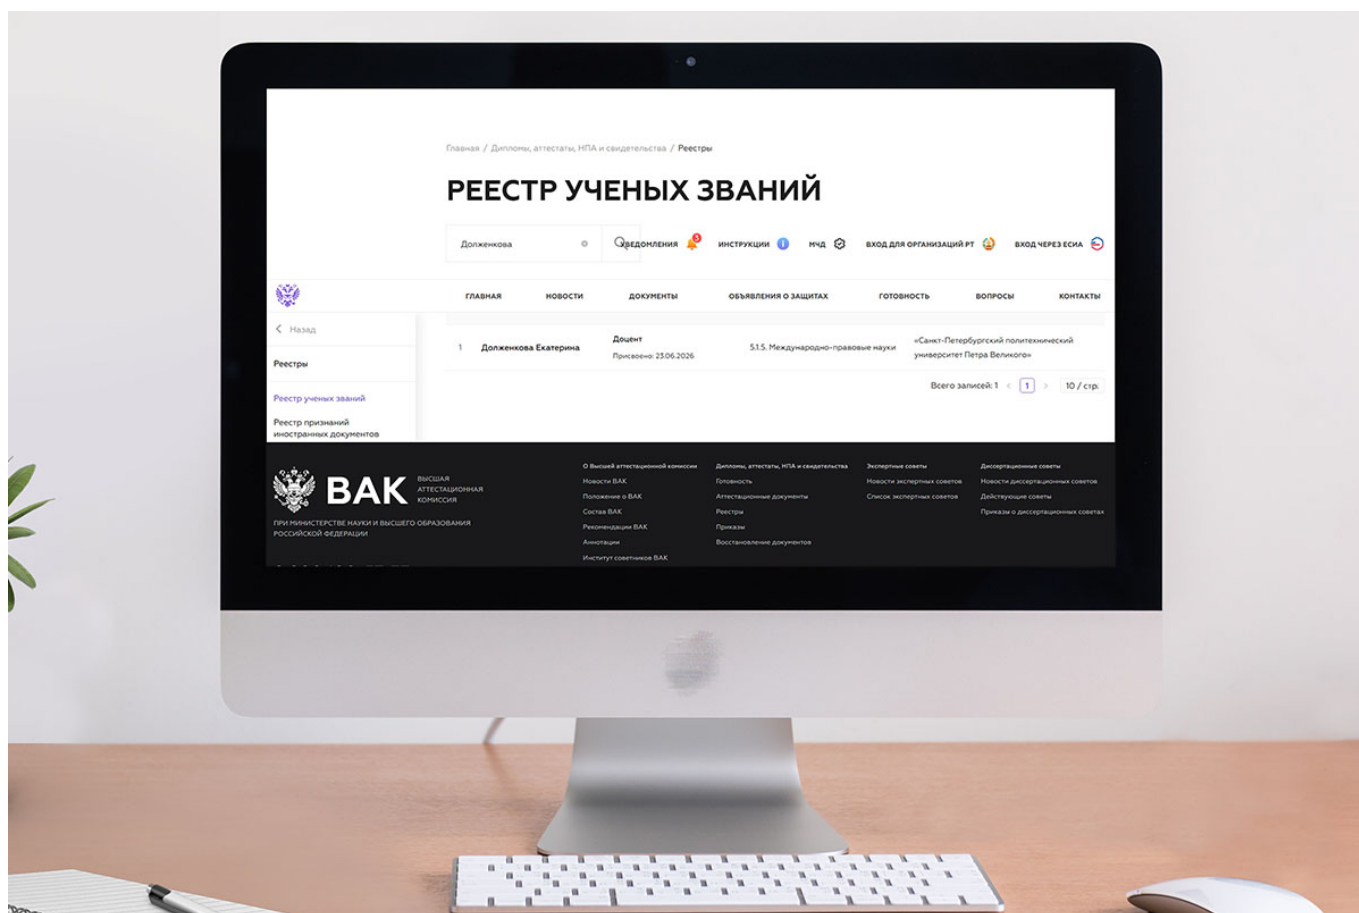 Главная / Дипломы, аттестаты, НПА и свидетельства / Реестры
РЕЕСТР УЧЕНЫХ ЗВАНИЙ
Долженкова
УВЕДОМЛЕНИЯ 5 ИНСТРУКЦИИ МЧД ВХОД ДЛЯ ОРГАНИЗАЦИЙ РТ ВХОД ЧЕРЕЗ ЕСИА
ГЛАВНАЯ НОВОСТИ ДОКУМЕНТЫ ОБЪЯВЛЕНИЯ О ЗАЩИТАХ ГОТОВНОСТЬ ВОПРОСЫ КОНТАКТЫ
< Назад
Реестры
Реестр ученых званий
Реестр признаний
иностранных документов
1 Долженкова Екатерина
Доцент
Присвоено: 23.06.2026
5.1.5. Международно-правовые науки
«Санкт-Петербургский политехнический
университет Петра Великого»
Всего записей: 1 < 1 > 10 / стр.
ВАК
ВЫСШАЯ
АТТЕСТАЦИОННАЯ
КОМИССИЯ
ПРИ МИНИСТЕРСТВЕ НАУКИ И ВЫСШЕГО ОБРАЗОВАНИЯ
РОССИЙСКОЙ ФЕДЕРАЦИИ
О Высшей аттестационной комиссии
Новости ВАК
Положение о ВАК
Состав ВАК
Рекомендации ВАК
Аннотации
Институт советников ВАК
Дипломы, аттестаты, НПА и свидетельства
Готовность
Аттестационные документы
Реестры
Приказы
Восстановление документов
Экспертные советы
Новости экспертных советов
Список экспертных советов
Диссертационные советы
Новости диссертационных советов
Действующие советы
Приказы о диссертационных советах